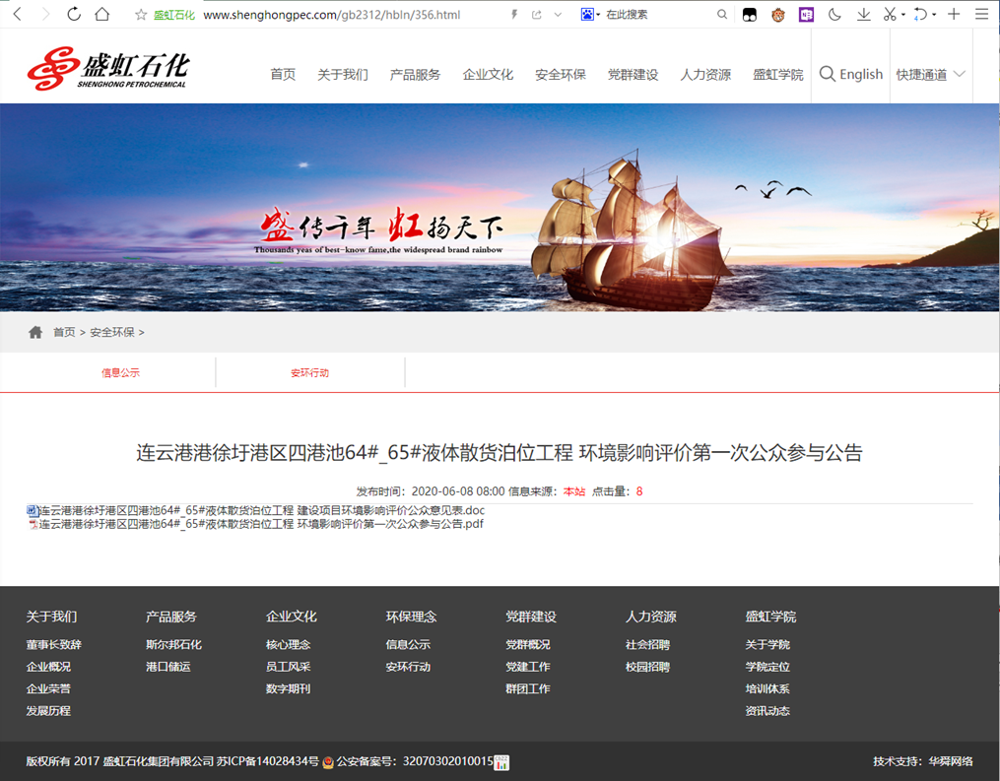 盛虹石化 www.shenghongpec.com/gb2312/hbln/356.html 在此搜索
盛虹石化
SHENGHONG PETROCHEMICAL
首页 关于我们 产品服务 企业文化 安全环保 党群建设 人力资源 盛虹学院 English 快捷通道
盛传千年 虹扬天下
Thousands yeas of best-know fame,the widespread brand rainbow
首页 > 安全环保 >
信息公示 安环行动
连云港港徐圩港区四港池64#_65#液体散货泊位工程 环境影响评价第一次公众参与公告
发布时间：2020-06-08 08:00 信息来源：本站 点击量：8
连云港港徐圩港区四港池64#_65#液体散货泊位工程 建设项目环境影响评价公众意见表.doc
连云港港徐圩港区四港池64#_65#液体散货泊位工程 环境影响评价第一次公众参与公告.pdf
关于我们 产品服务 企业文化 环保理念 党群建设 人力资源 盛虹学院
董事长致辞 斯尔邦石化 核心理念 信息公示 党群概况 社会招聘 关于学院
企业概况 港口储运 员工风采 安环行动 党建工作 校园招聘 学院定位
企业荣誉 数字期刊 群团工作 培训体系
发展历程 资讯动态
版权所有 2017 盛虹石化集团有限公司 苏ICP备14028434号 公安备案号：32070302010015 技术支持：华舜网络